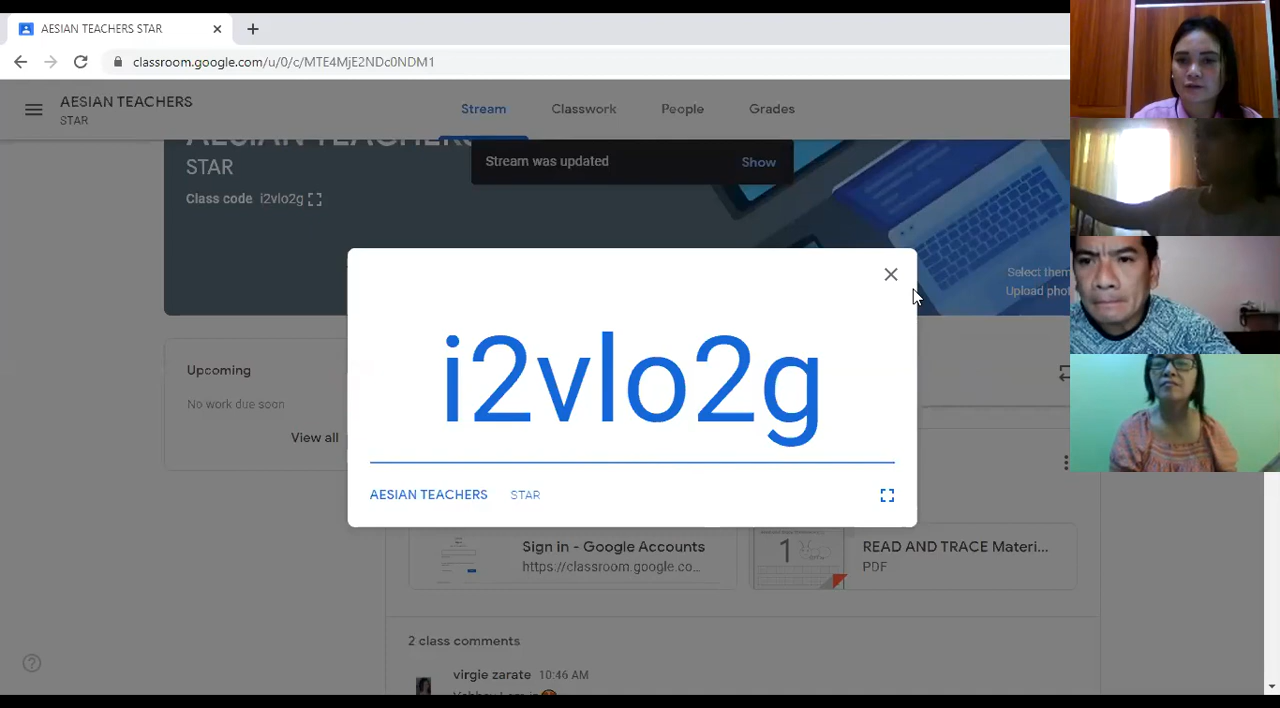 AESIAN TEACHERS STAR
classroom.google.com/u/0/c/MTE4MjE2NDc0NDM1
AESIAN TEACHERS
STAR
Stream
Classwork
People
Grades
AESIAN TEACHERS
STAR
Stream was updated
Show
Class code i2vlo2g
Select them
Upload pho
Upcoming
No work due soon
View all
i2vlo2g
AESIAN TEACHERS STAR
Sign in - Google Accounts
https://classroom.google.co...
READ AND TRACE Materi...
PDF
2 class comments
virgie zarate 10:46 AM